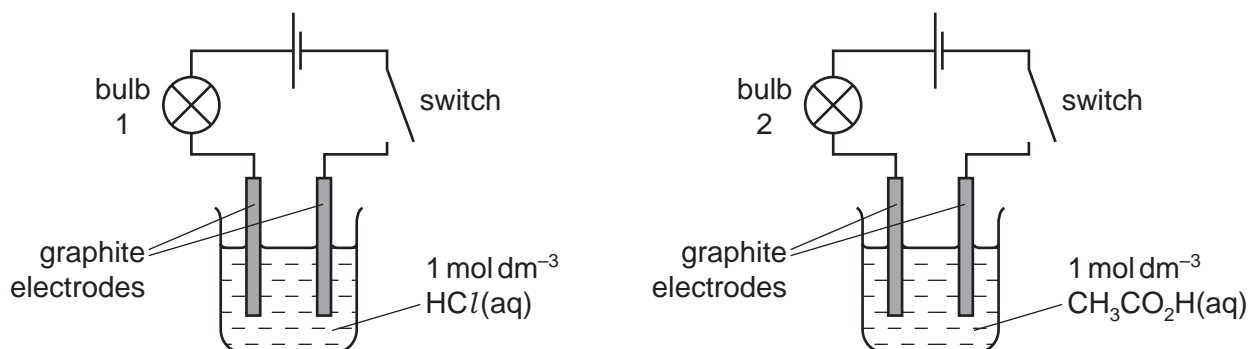 bulb
1
switch
graphite
electrodes
1 mol dm⁻³
HCl(aq)
bulb
2
switch
graphite
electrodes
1 mol dm⁻³
CH₃CO₂H(aq)